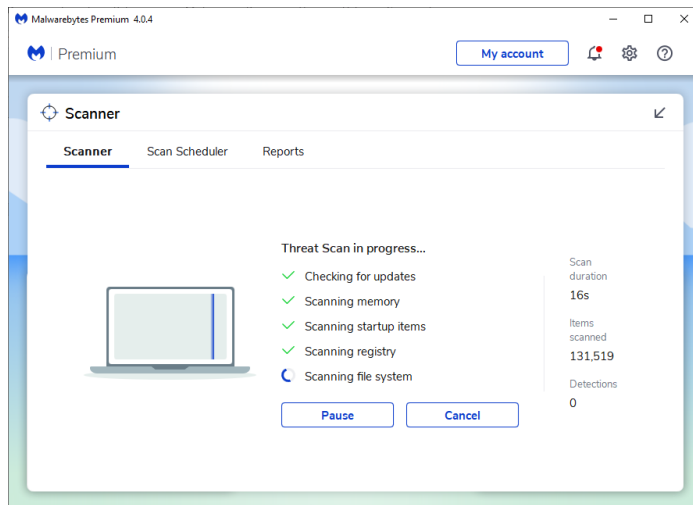 Malwarebytes Premium 4.0.4
Premium
My account
Scanner
Scanner Scan Scheduler Reports
Threat Scan in progress...
Checking for updates
Scanning memory
Scanning startup items
Scanning registry
Scanning file system
Pause Cancel
Scan
duration
16s
Items
scanned
131,519
Detections
0